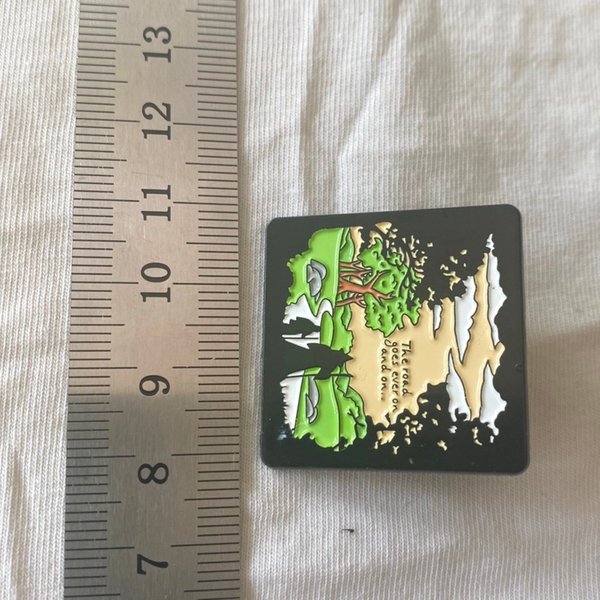 13
12
11
10
9
8
7
The road
goes ever on
and on...